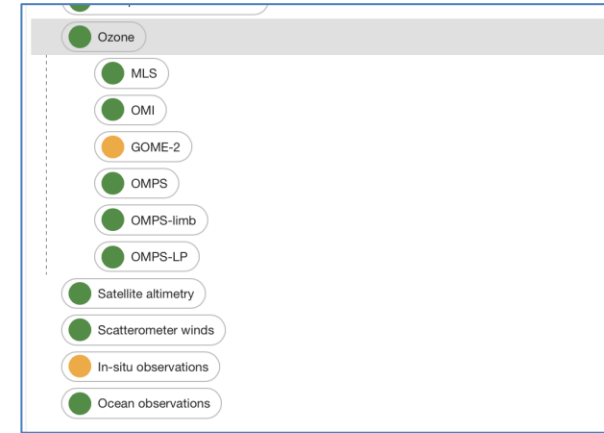 Ozone
MLS
OMI
GOME-2
OMPS
OMPS-limb
OMPS-LP
Satellite altimetry
Scatterometer winds
In-situ observations
Ocean observations